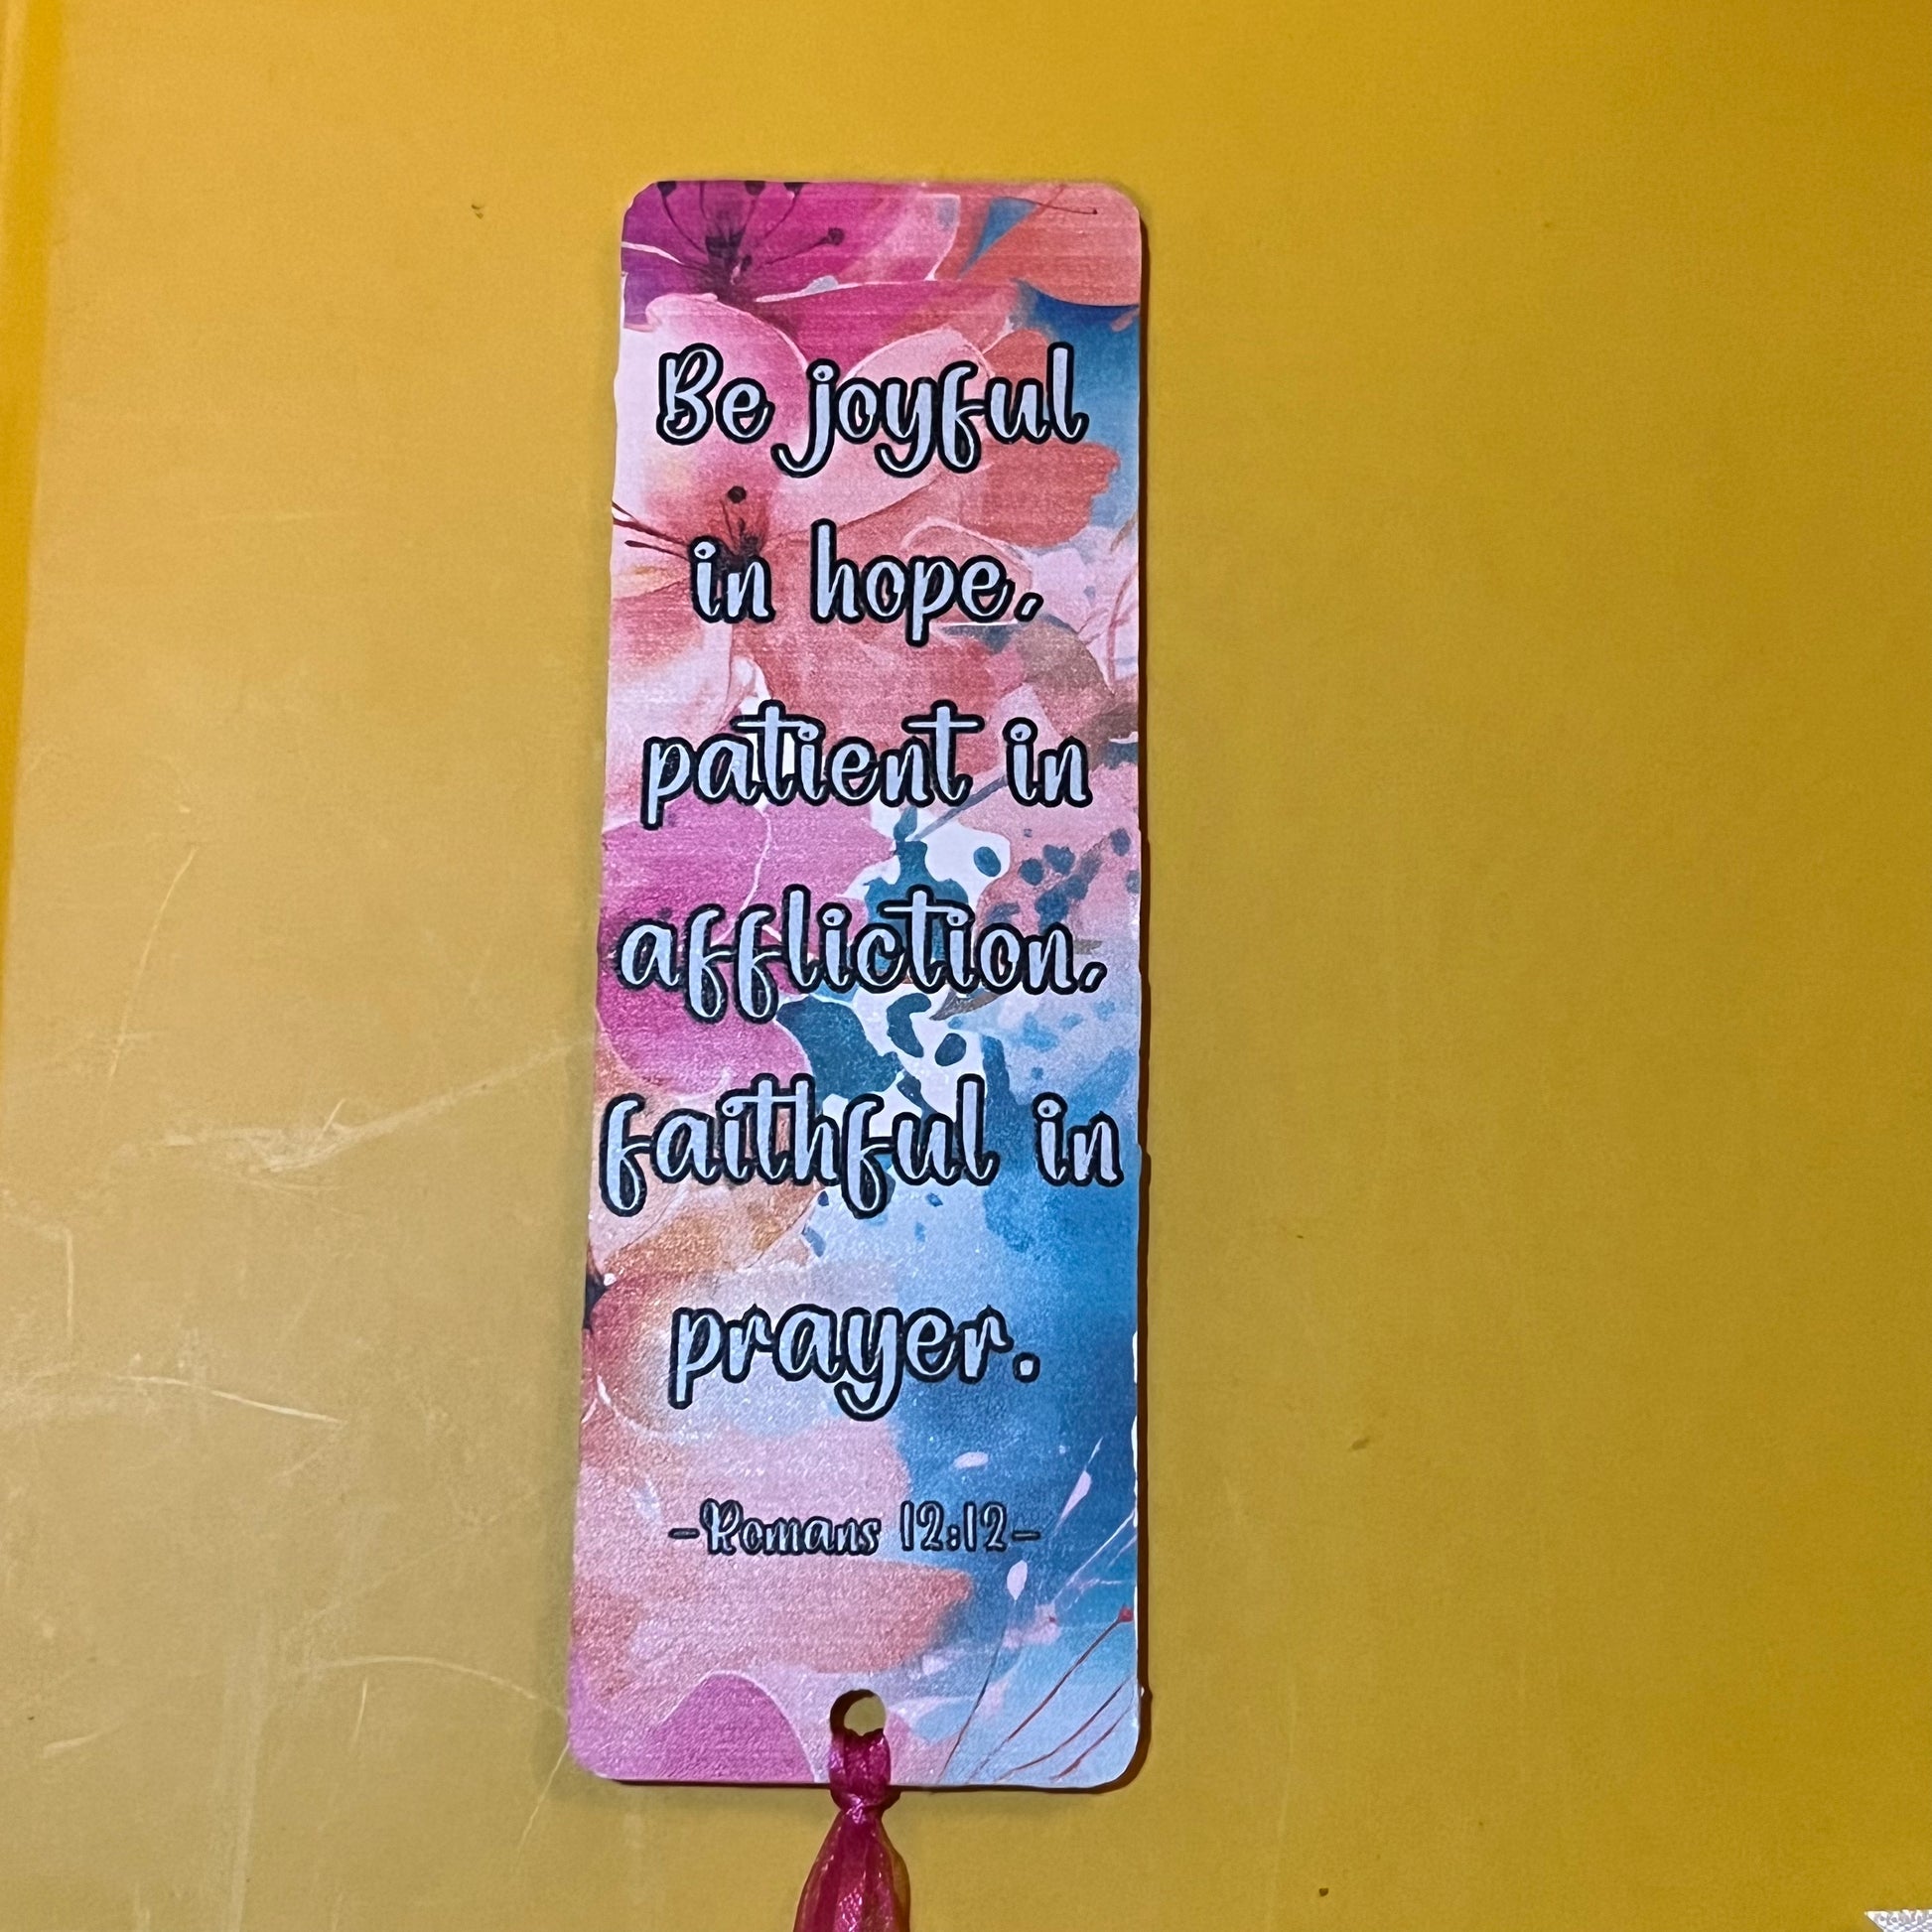 Be joyful
in hope,
patient in
affliction,
faithful in
prayer.
-Romans 12:12-